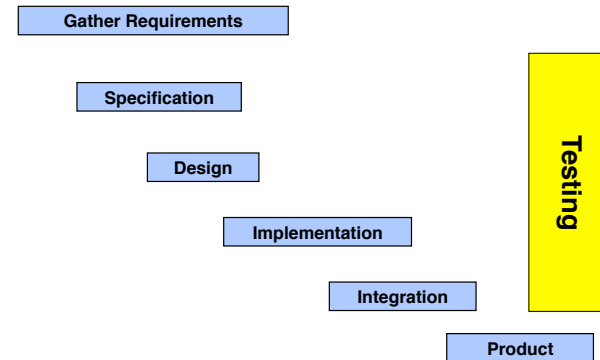 Gather Requirements
Specification
Design
Implementation
Integration
Product
Testing